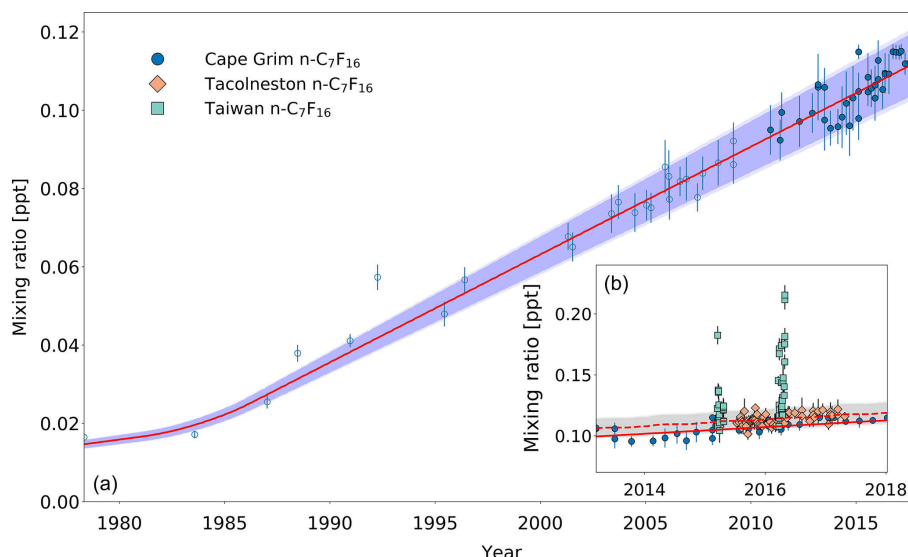 0.12
0.10
0.08
0.06
0.04
0.02
0.00
Mixing ratio [ppt]
Cape Grim n-C₇F₁₆
Tacolneston n-C₇F₁₆
Taiwan n-C₇F₁₆
(a)
1980 1985 1990 1995 2000 2005 2010 2015
Year
(b)
Mixing ratio [ppt]
0.20
0.15
0.10
2014 2016 2018